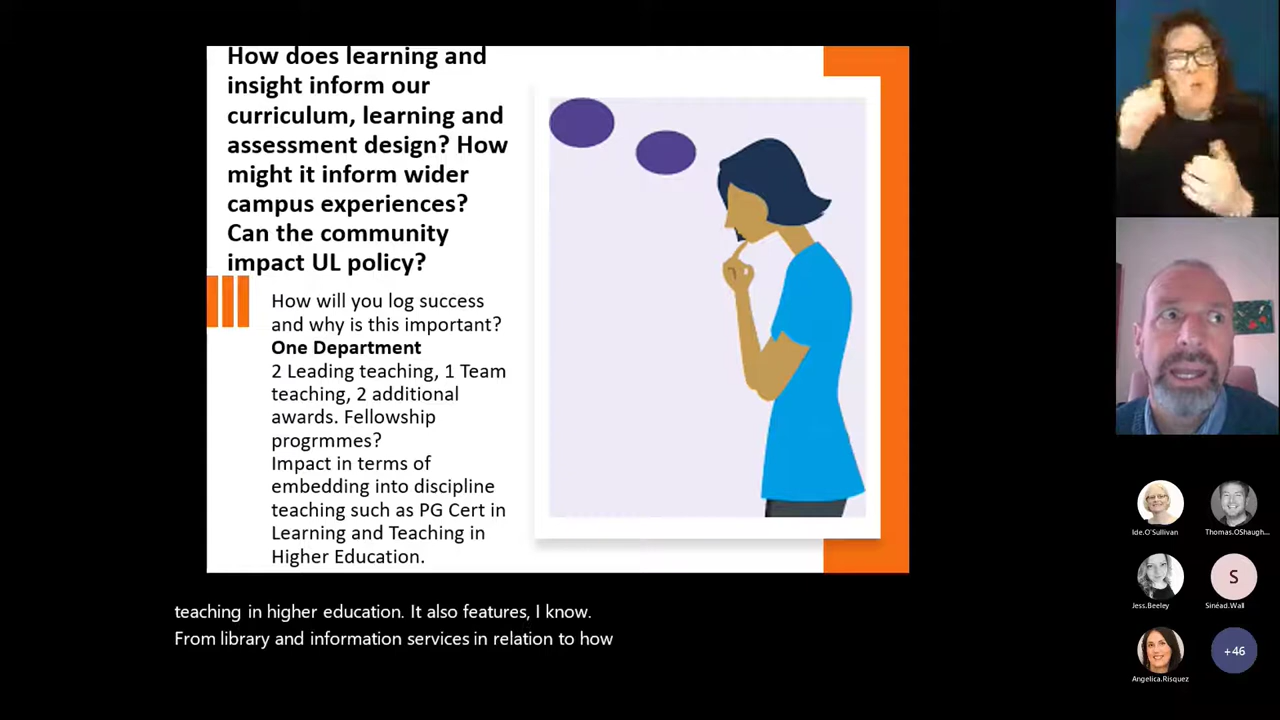 How does learning and
insight inform our
curriculum, learning and
assessment design? How
might it inform wider
campus experiences?
Can the community
impact UL policy?
How will you log success
and why is this important?
One Department
2 Leading teaching, 1 Team
teaching, 2 additional
awards. Fellowship
progrmmes?
Impact in terms of
embedding into discipline
teaching such as PG Cert in
Learning and Teaching in
Higher Education.
teaching in higher education. It also features, I know.
From library and information services in relation to how
Ide.O'Sullivan
Thomas.OShaugh...
Jess.Beeley
S
Sinéad.Wall
Angelica.Risquez
+46